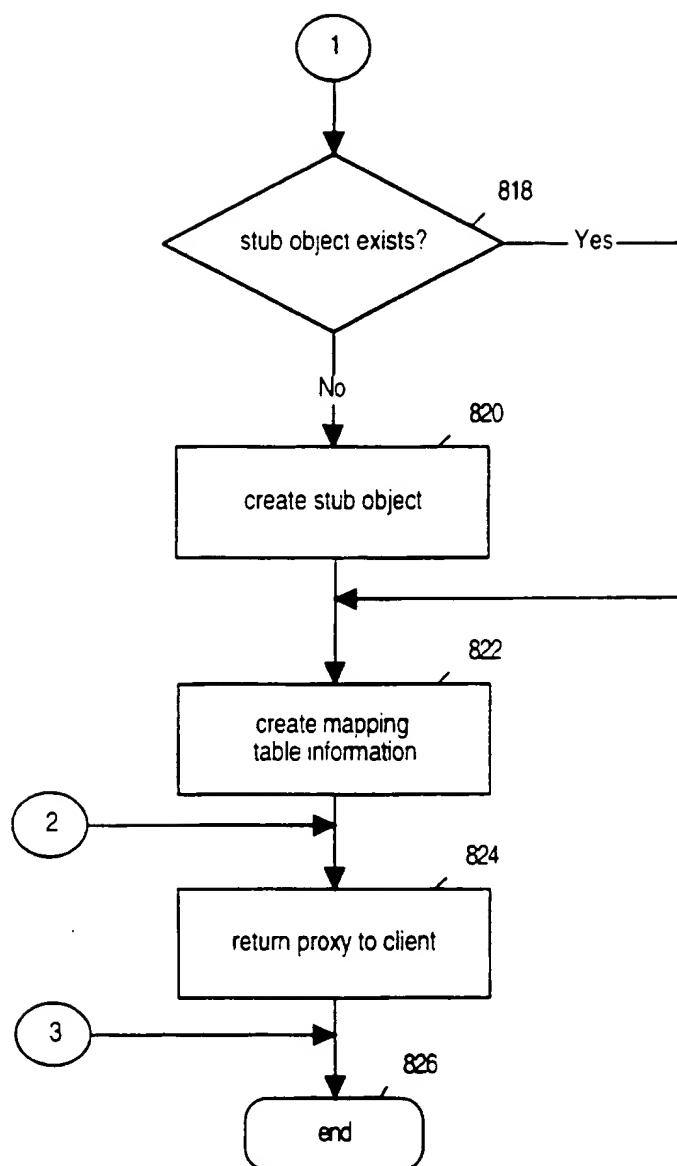 1
818
stub object exists?
Yes
No
820
create stub object
822
create mapping
table information
2
824
return proxy to client
3
826
end